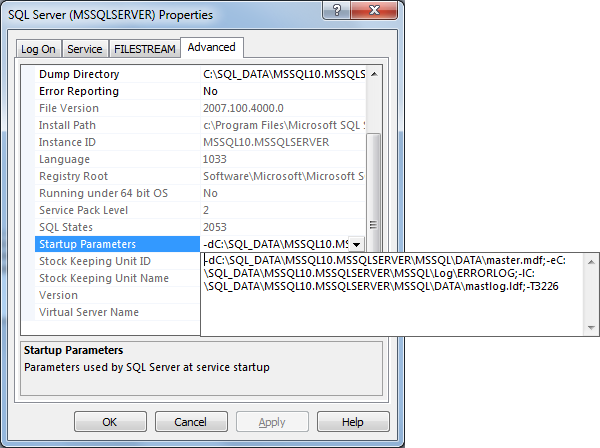 SQL Server (MSSQLSERVER) Properties
Log On Service FILESTREAM Advanced
Dump Directory C:\SQL_DATA\MSSQL10.MSSQLS
Error Reporting No
File Version 2007.100.4000.0
Install Path c:\Program Files\Microsoft SQL S
Instance ID MSSQL10.MSSQLSERVER
Language 1033
Registry Root Software\Microsoft\Microsoft S
Running under 64 bit OS No
Service Pack Level 2
SQL States 2053
Startup Parameters -dC:\SQL_DATA\MSSQL10.MS
Stock Keeping Unit ID
Stock Keeping Unit Name
Version
Virtual Server Name
-dC:\SQL_DATA\MSSQL10.MSSQLSERVER\MSSQL\DATA\master.mdf;-eC:
\SQL_DATA\MSSQL10.MSSQLSERVER\MSSQL\Log\ERRORLOG;-lC:
\SQL_DATA\MSSQL10.MSSQLSERVER\MSSQL\DATA\mastlog.ldf;-T3226
Startup Parameters
Parameters used by SQL Server at service startup
OK Cancel Apply Help